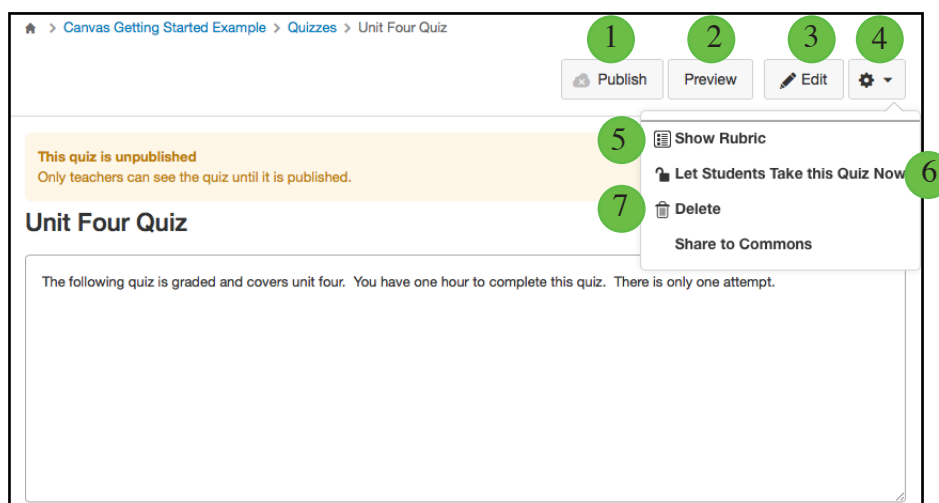 > Canvas Getting Started Example > Quizzes > Unit Four Quiz
1 2 3 4
Publish Preview Edit
5 Show Rubric
This quiz is unpublished
Let Students Take this Quiz Now 6
Only teachers can see the quiz until it is published.
7 Delete
Unit Four Quiz
Share to Commons
The following quiz is graded and covers unit four.  You have one hour to complete this quiz.  There is only one attempt.